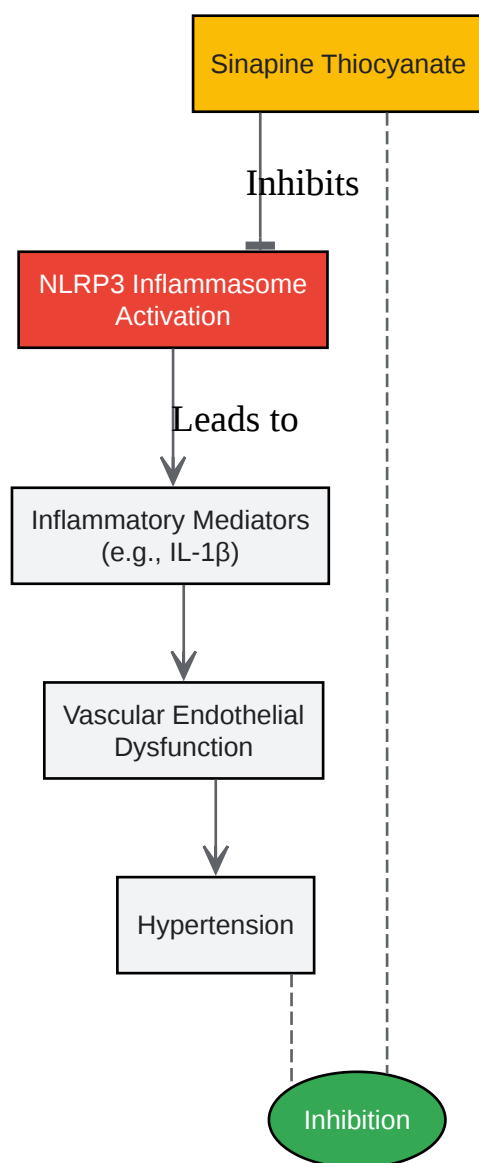 Sinapine Thiocyanate
Inhibits
NLRP3 Inflammasome
Activation
Leads to
Inflammatory Mediators
(e.g., IL-1β)
Vascular Endothelial
Dysfunction
Hypertension
Inhibition